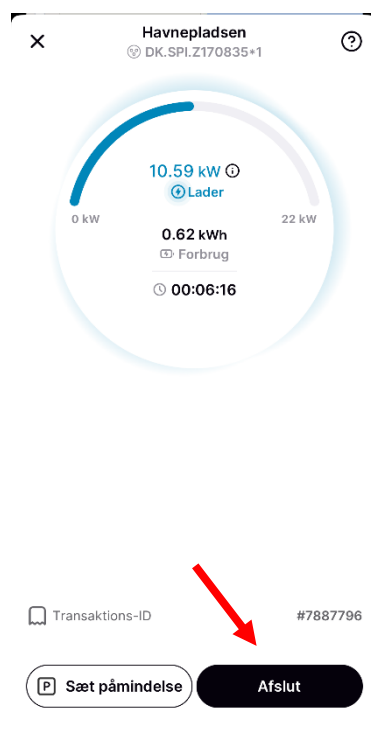 Havnepladsen
DK.SPI.Z170835*1
10.59 kW
Lader
0 kW
22 kW
0.62 kWh
Forbrug
00:06:16
Transaktions-ID
#7887796
P Sæt påmindelse
Afslut